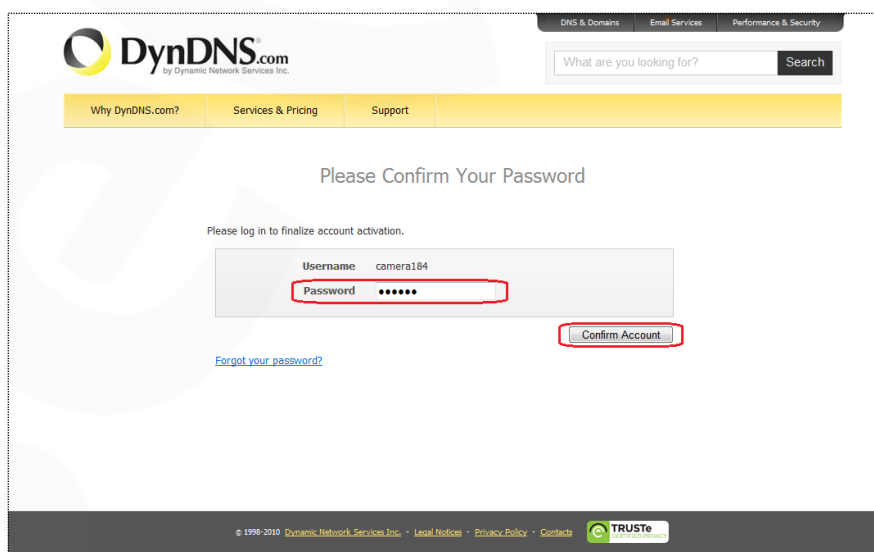 DNS & Domains Email Services Performance & Security
DynDNS.com
by Dynamic Network Services Inc.
What are you looking for? Search
Why DynDNS.com? Services & Pricing Support
Please Confirm Your Password
Please log in to finalize account activation.
Username camera184
Password ••••••
Confirm Account
Forgot your password?
© 1998-2010 Dynamic Network Services Inc. - Legal Notices - Privacy Policy - Contacts
TRUSTe
CERTIFIED PRIVACY